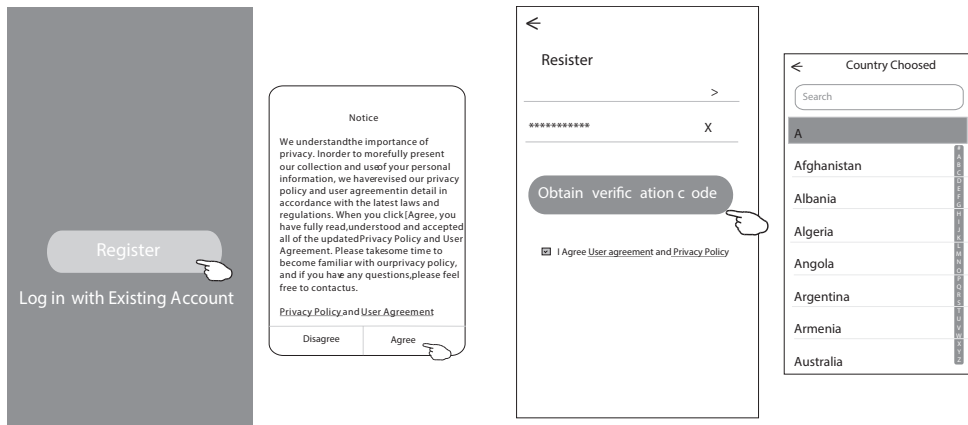 Register
Log in with Existing Account
Notice
We understandthe importance of
privacy. Inorder to morefully present
our collection and useof your personal
information, we haverevised our privacy
policy and user agreementin detail in
accordance with the latest laws and
regulations. When you click[Agree, you
have fully read,understood and accepted
all of the updatedPrivacy Policy and User
Agreement. Please takesome time to
become familiar with ourprivacy policy,
and if you have any questions,please feel
free to contactus.
Privacy Policy and User Agreement
Disagree Agree
Resister
>
*********** X
Obtain verific ation c ode
I Agree User agreement and Privacy Policy
Country Choosed
Search
A
Afghanistan
Albania
Algeria
Angola
Argentina
Armenia
Australia
#
A
B
C
D
E
F
G
H
I
J
K
L
M
N
O
P
Q
R
S
T
U
V
W
X
Y
Z